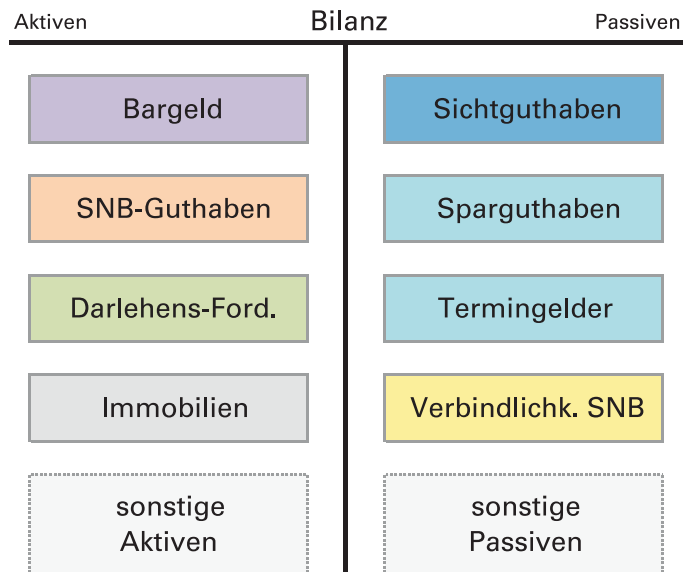 Aktiven Bilanz Passiven
Bargeld Sichtguthaben
SNB-Guthaben Sparguthaben
Darlehens-Ford. Termingelder
Immobilien Verbindlichk. SNB
sonstige sonstige
Aktiven Passiven